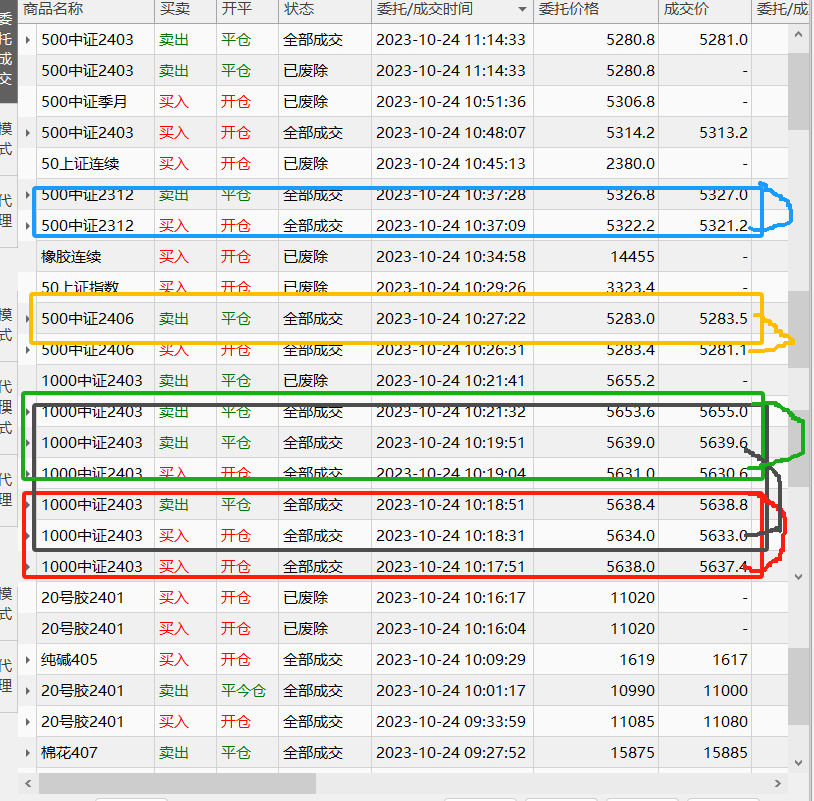 商品名称 买卖 开平 状态 委托/成交时间 委托价格 成交价 委托/成
500中证2403 卖出 平仓 全部成交 2023-10-24 11:14:33 5280.8 5281.0
500中证2403 卖出 平仓 已废除 2023-10-24 11:14:33 5280.8 -
500中证季月 买入 开仓 已废除 2023-10-24 10:51:36 5306.8 -
500中证2403 买入 开仓 全部成交 2023-10-24 10:48:07 5314.2 5313.2
50上证连续 买入 开仓 已废除 2023-10-24 10:45:13 2380.0 -
500中证2312 卖出 平仓 全部成交 2023-10-24 10:37:28 5326.8 5327.0
500中证2312 买入 开仓 全部成交 2023-10-24 10:37:09 5322.2 5321.2
橡胶连续 买入 开仓 已废除 2023-10-24 10:34:58 14455 -
50上证指数 买入 开仓 已废除 2023-10-24 10:29:26 3323.4 -
500中证2406 卖出 平仓 全部成交 2023-10-24 10:27:22 5283.0 5283.5
500中证2406 买入 开仓 全部成交 2023-10-24 10:26:31 5283.4 5281.1
1000中证2403 卖出 平仓 已废除 2023-10-24 10:21:41 5655.2 -
1000中证2403 卖出 平仓 全部成交 2023-10-24 10:21:32 5653.6 5655.0
1000中证2403 卖出 平仓 全部成交 2023-10-24 10:19:51 5639.0 5639.6
1000中证2403 买入 开仓 全部成交 2023-10-24 10:19:04 5631.0 5630.6
1000中证2403 卖出 平仓 全部成交 2023-10-24 10:18:51 5638.4 5638.8
1000中证2403 买入 开仓 全部成交 2023-10-24 10:18:31 5634.0 5633.0
1000中证2403 买入 开仓 全部成交 2023-10-24 10:17:51 5638.0 5637.4
20号胶2401 买入 开仓 已废除 2023-10-24 10:16:17 11020 -
20号胶2401 买入 开仓 已废除 2023-10-24 10:16:04 11020 -
纯碱405 买入 开仓 全部成交 2023-10-24 10:09:29 1619 1617
20号胶2401 卖出 平今仓 全部成交 2023-10-24 10:01:17 10990 11000
20号胶2401 买入 开仓 全部成交 2023-10-24 09:33:59 11085 11080
棉花407 卖出 平仓 全部成交 2023-10-24 09:27:52 15875 15885
委
托
成
交
模
式
代
理
模
式
代
模
式
代
理
模
式
代
理